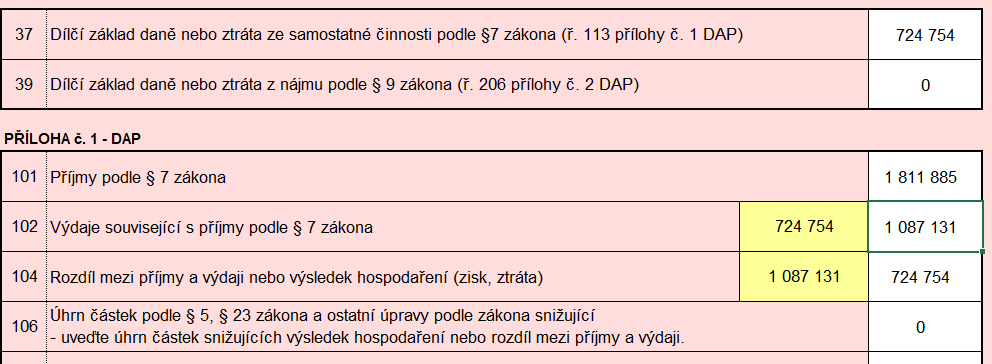 37 Dílčí základ daně nebo ztráta ze samostatné činnosti podle §7 zákona (ř. 113 přílohy č. 1 DAP) 724 754
39 Dílčí základ daně nebo ztráta z nájmu podle § 9 zákona (ř. 206 přílohy č. 2 DAP) 0
PŘÍLOHA č. 1 - DAP
101 Příjmy podle § 7 zákona 1 811 885
102 Výdaje související s příjmy podle § 7 zákona 724 754 1 087 131
104 Rozdíl mezi příjmy a výdaji nebo výsledek hospodaření (zisk, ztráta) 1 087 131 724 754
106 Úhrn částek podle § 5, § 23 zákona a ostatní úpravy podle zákona snižující 0
- uveďte úhrn částek snižujících výsledek hospodaření nebo rozdíl mezi příjmy a výdaji.